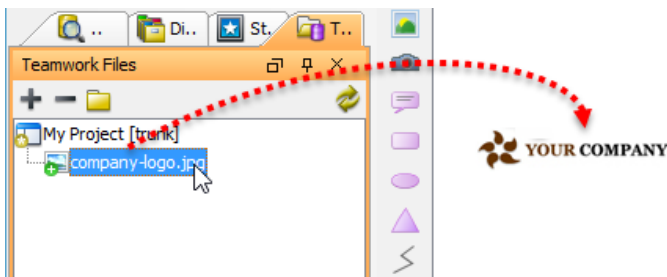 ..
Di..
St.
T..
Teamwork Files
My Project [trunk]
company-logo.jpg
YOUR COMPANY